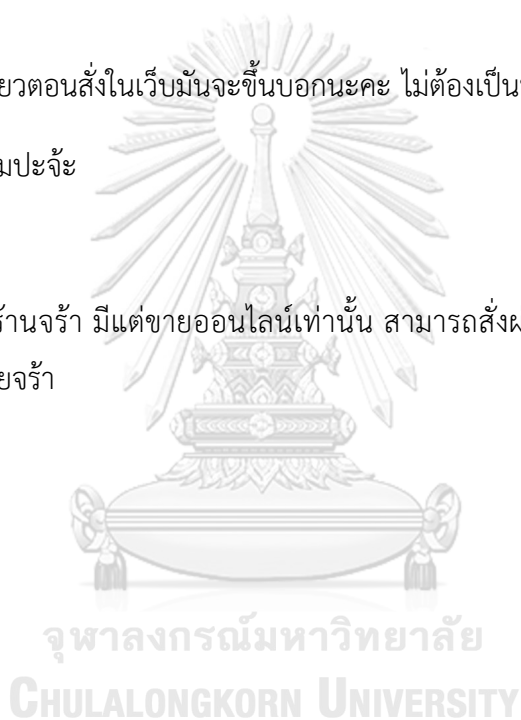 ยวตอนสั่งในเว็บมันจะขึ้นบอกนะคะ ไม่ต้องเป็น
มปะจ้ะ
ร้านจร้า มีแต่ขายออนไลน์เท่านั้น สามารถสั่งผ
ยจร้า
จุฬาลงกรณ์มหาวิทยาลัย
CHULALONGKORN UNIVERSITY